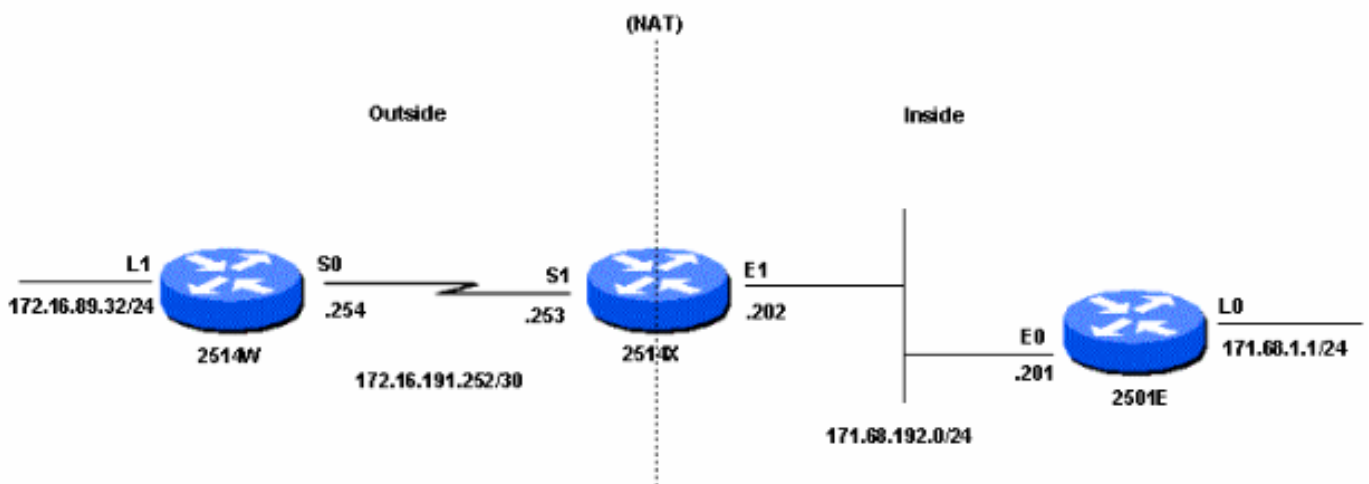 (NAT)
Outside
Inside
L1
S0
S1
E1
172.16.89.32/24
.254
.253
.202
E0
L0
2514W
2514X
.201
171.68.1.1/24
172.16.191.252/30
2501E
171.68.192.0/24